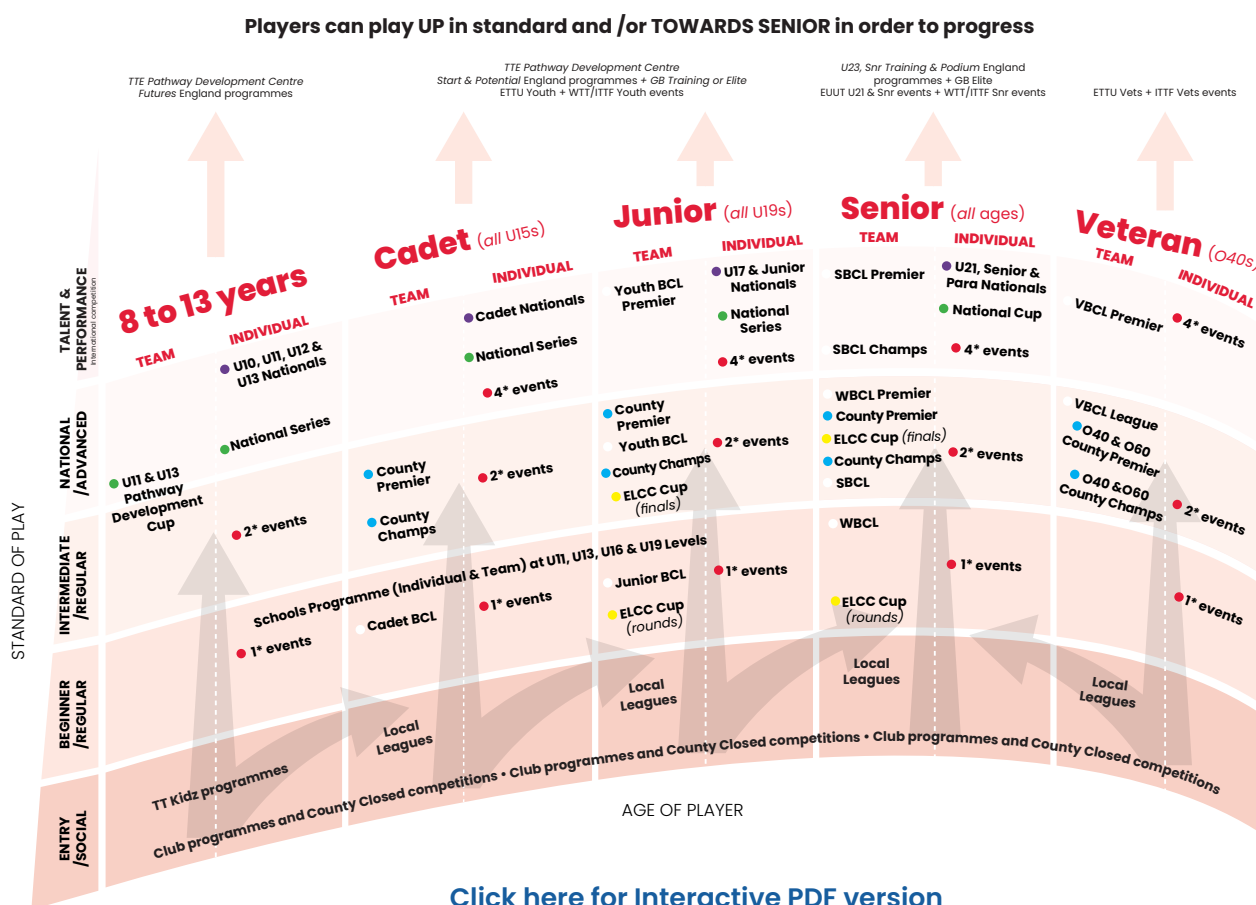 Players can play UP in standard and /or TOWARDS SENIOR in order to progress
TTE Pathway Development Centre
Futures England programmes
TTE Pathway Development Centre
Start & Potential England programmes + GB Training or Elite
ETTU Youth + WTT/ITTF Youth events
U23, Snr Training & Podium England
programmes + GB Elite
EUUT U21 & Snr events + WTT/ITTF Snr events
ETTU Vets + ITTF Vets events
STANDARD OF PLAY
TALENT &
PERFORMANCE
International competition
NATIONAL
/ADVANCED
INTERMEDIATE
/REGULAR
BEGINNER
/REGULAR
ENTRY
/SOCIAL
8 to 13 years
TEAM
INDIVIDUAL
U10, U11, U12 &
U13 Nationals
National Series
U11 & U13
Pathway
Development
Cup
2* events
1* events
Cadet (all U15s)
TEAM
INDIVIDUAL
Cadet Nationals
National Series
4* events
County
Premier
2* events
County
Champs
Schools Programme (Individual & Team) at U11, U13, U16 & U19 Levels
Cadet BCL
1* events
Junior (all U19s)
TEAM
INDIVIDUAL
Youth BCL
Premier
U17 & Junior
Nationals
National
Series
4* events
County
Premier
Youth BCL
2* events
County Champs
ELCC Cup
(finals)
Junior BCL
1* events
ELCC Cup
(rounds)
Senior (all ages)
TEAM
INDIVIDUAL
SBCL Premier
U21, Senior &
Para Nationals
National Cup
SBCL Champs
4* events
WBCL Premier
County Premier
ELCC Cup (finals)
County Champs
2* events
SBCL
WBCL
1* events
ELCC Cup
(rounds)
Veteran (O40s)
TEAM
INDIVIDUAL
VBCL Premier
4* events
VBCL League
O40 & O60
County Premier
O40 &O60
County Champs
2* events
1* events
TT Kidz programmes
Local
Leagues
Local
Leagues
Local
Leagues
Local
Leagues
Club programmes and County Closed competitions • Club programmes and County Closed competitions • Club programmes and County Closed competitions
AGE OF PLAYER
Click here for Interactive PDF version